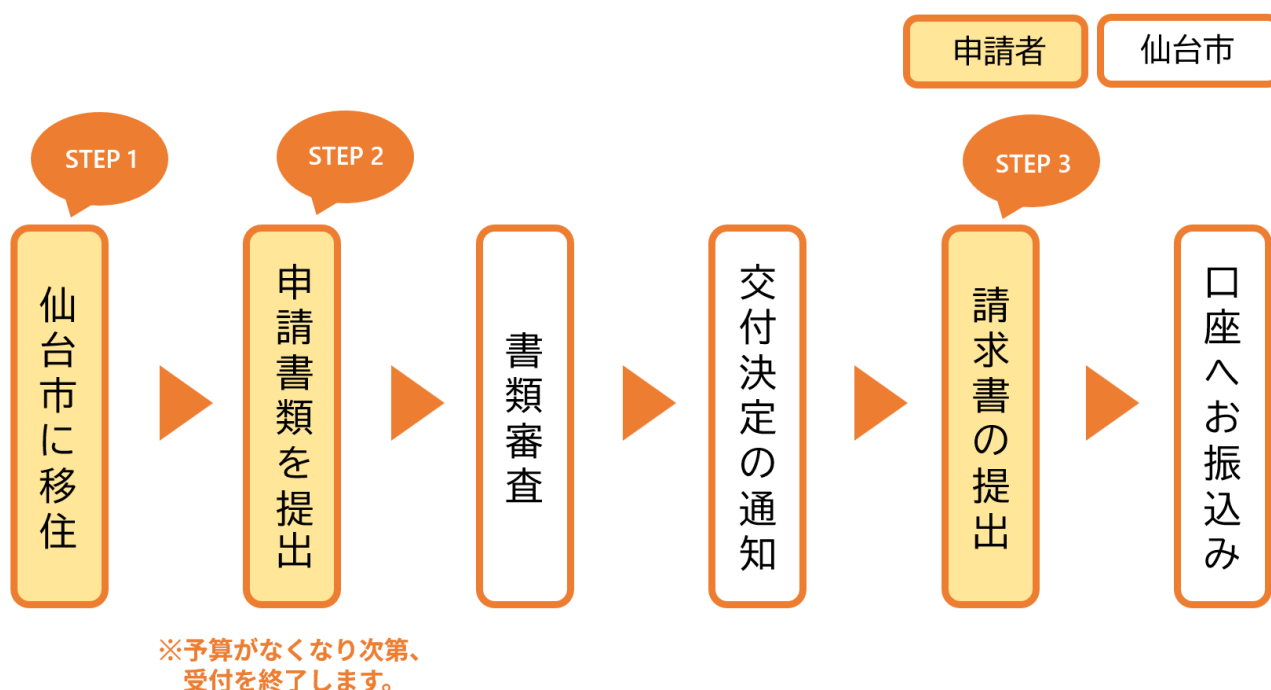 申請者
仙台市
STEP 1
STEP 2
STEP 3
仙台市に移住
申請書類を提出
書類審査
交付決定の通知
請求書の提出
口座へお振込み
※予算がなくなり次第、
受付を終了します。